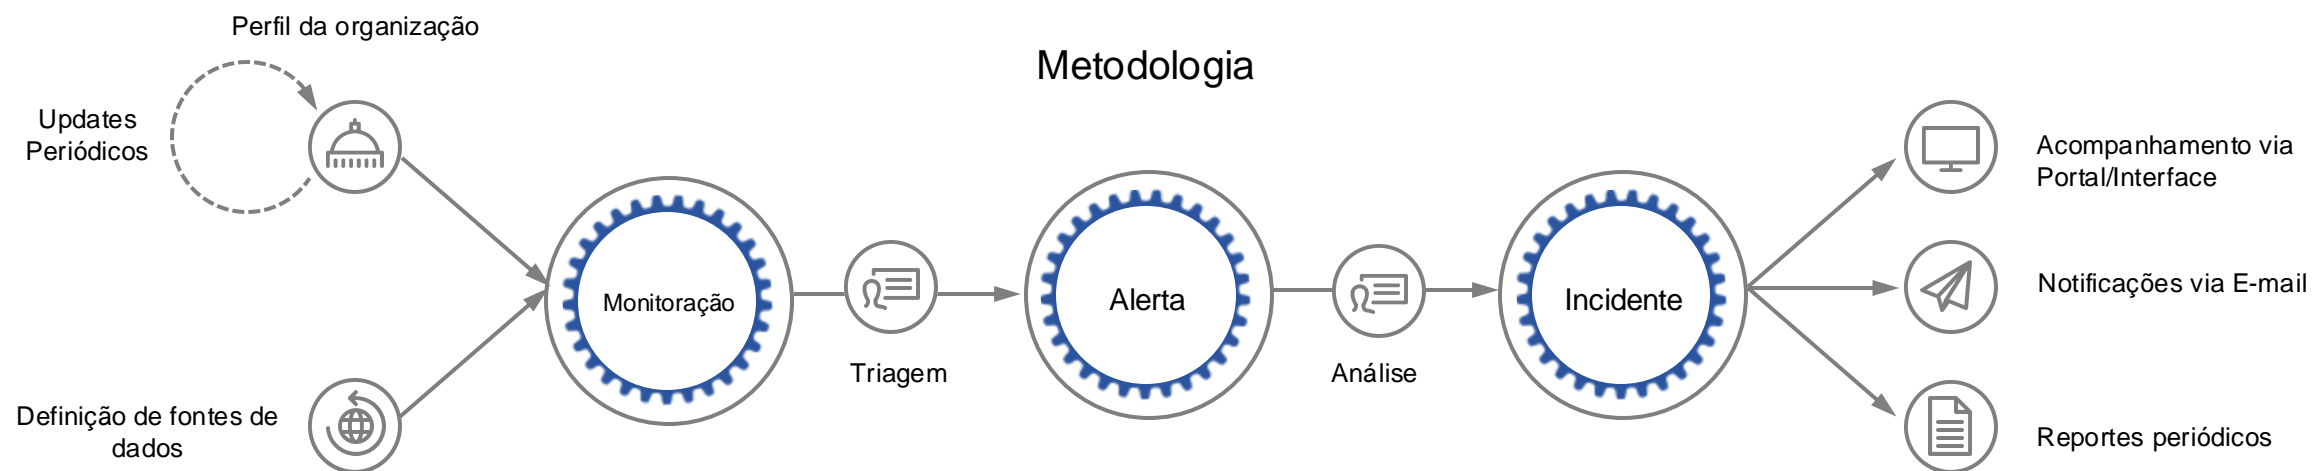 Perfil da organização
Metodologia
Updates
Periódicos
Acompanhamento via
Portal/Interface
Monitoração
Alerta
Incidente
Notificações via E-mail
Triagem
Análise
Definição de fontes de
dados
Reportes periódicos